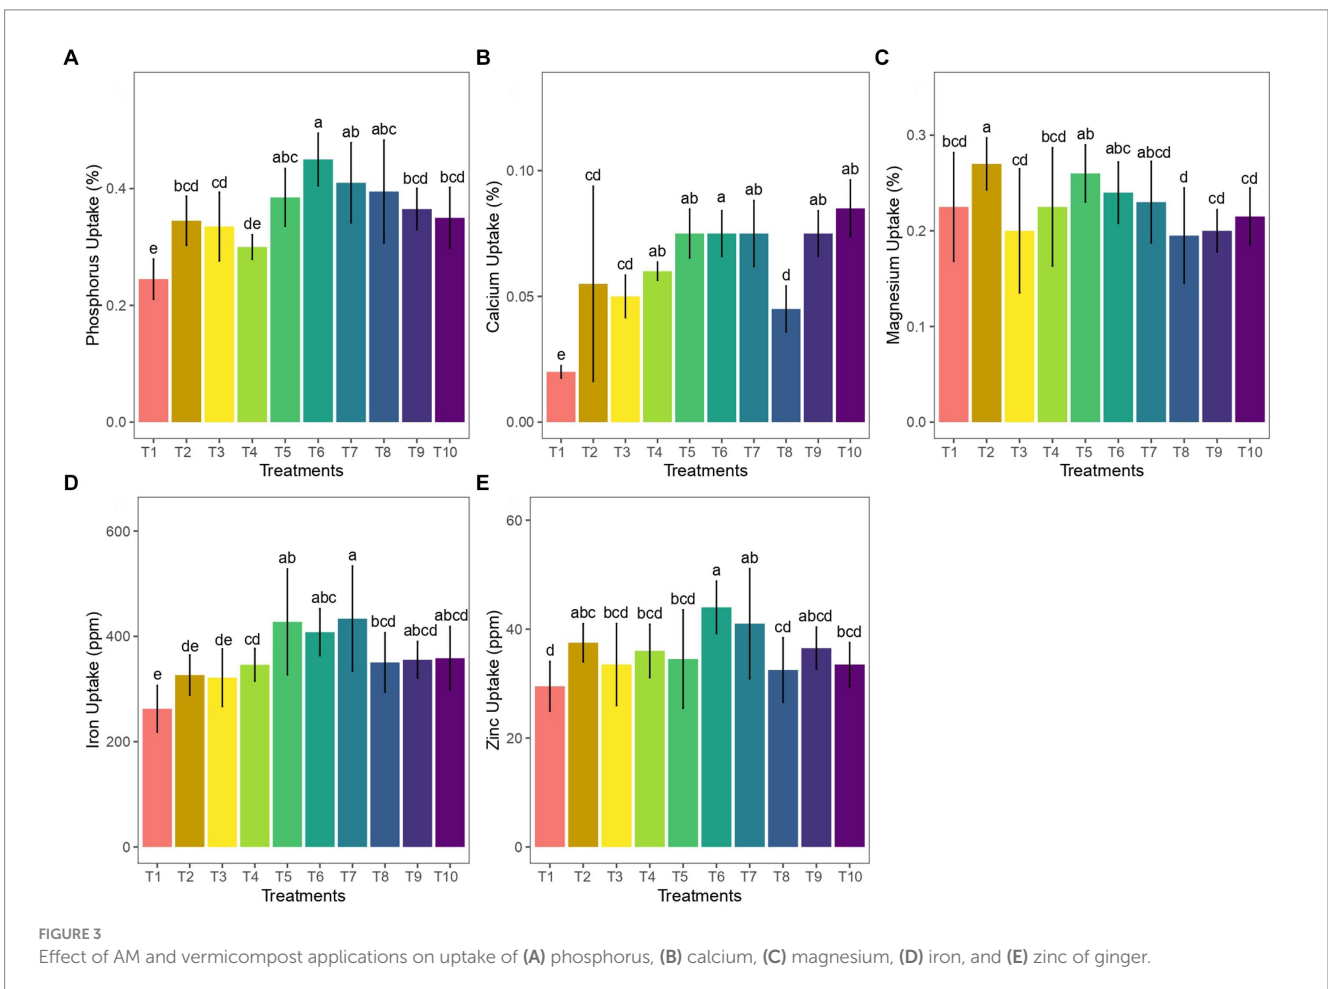 A
Phosphorus Uptake (%)
0.4
0.2
0.0
e
bcd
cd
de
abc
a
ab
abc
bcd
bcd
T1 T2 T3 T4 T5 T6 T7 T8 T9 T10
Treatments
B
Calcium Uptake (%)
0.10
0.05
0.00
e
cd
cd
ab
ab
a
ab
d
ab
ab
T1 T2 T3 T4 T5 T6 T7 T8 T9 T10
Treatments
C
Magnesium Uptake (%)
0.3
0.2
0.1
0.0
bcd
a
cd
bcd
ab
abc
abcd
d
cd
cd
T1 T2 T3 T4 T5 T6 T7 T8 T9 T10
Treatments
D
Iron Uptake (ppm)
600
400
200
0
e
de
de
cd
ab
abc
a
bcd
abcd
abcd
T1 T2 T3 T4 T5 T6 T7 T8 T9 T10
Treatments
E
Zinc Uptake (ppm)
60
40
20
0
d
abc
bcd
bcd
bcd
a
ab
cd
abcd
bcd
T1 T2 T3 T4 T5 T6 T7 T8 T9 T10
Treatments
FIGURE 3
Effect of AM and vermicompost applications on uptake of (A) phosphorus, (B) calcium, (C) magnesium, (D) iron, and (E) zinc of ginger.